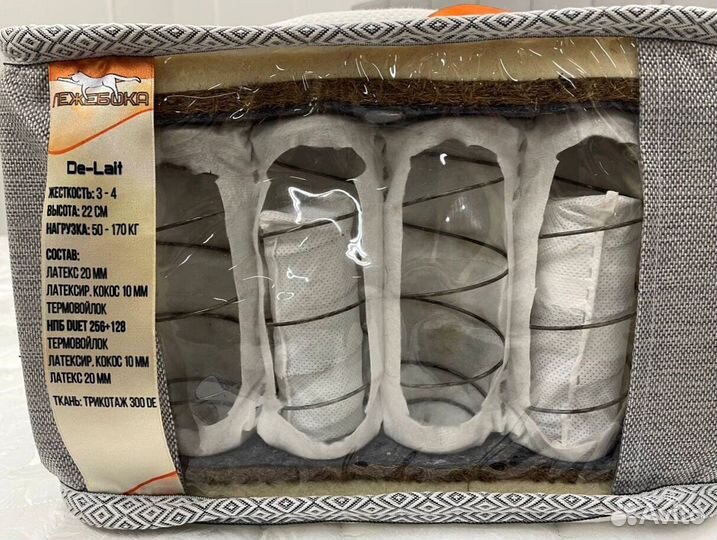 ЛЕЖЕБОКА
De-Lait
ЖЕСТКОСТЬ: 3 - 4
ВЫСОТА: 22 СМ
НАГРУЗКА: 50 - 170 КГ
СОСТАВ:
ЛАТЕКС 20 ММ
ЛАТЕКСИР. КОКОС 10 ММ
ТЕРМОВОЙЛОК
НПБ DUET 256+128
ТЕРМОВОЙЛОК
ЛАТЕКСИР. КОКОС 10 ММ
ЛАТЕКС 20 ММ
ТКАНЬ: ТРИКОТАЖ 300 DE
Avito